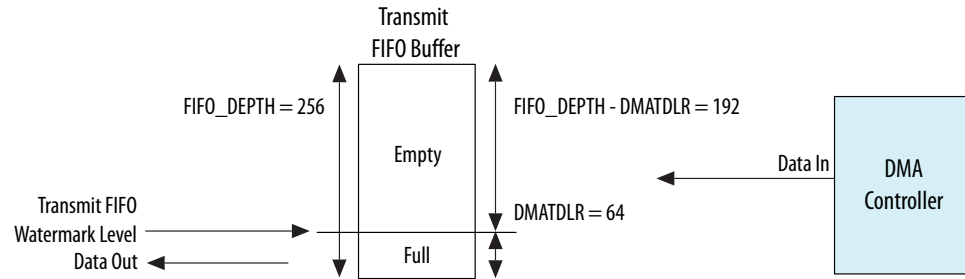 Transmit
FIFO Buffer
FIFO_DEPTH = 256
FIFO_DEPTH - DMATDLR = 192
Empty
Data In
DMA
Controller
Transmit FIFO
Watermark Level
DMATDLR = 64
Data Out
Full